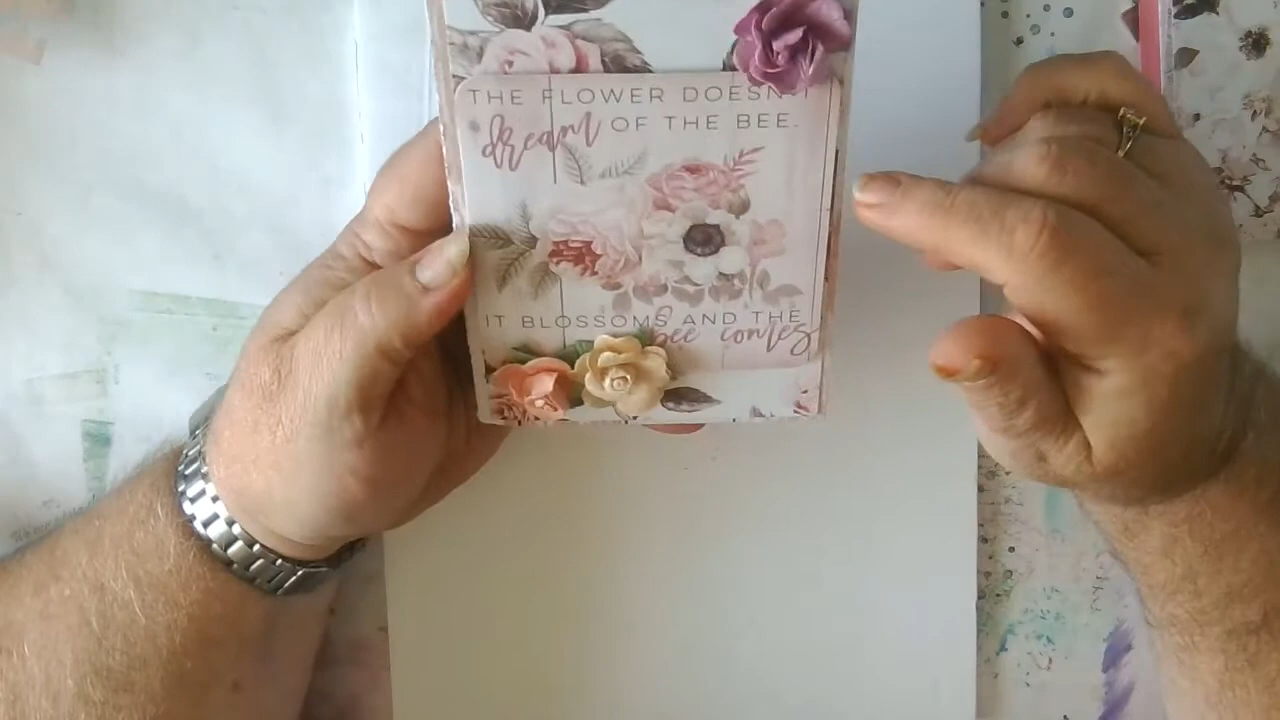 THE FLOWER DOESN'T
dream OF THE BEE.
IT BLOSSOMS AND THE
bee comes